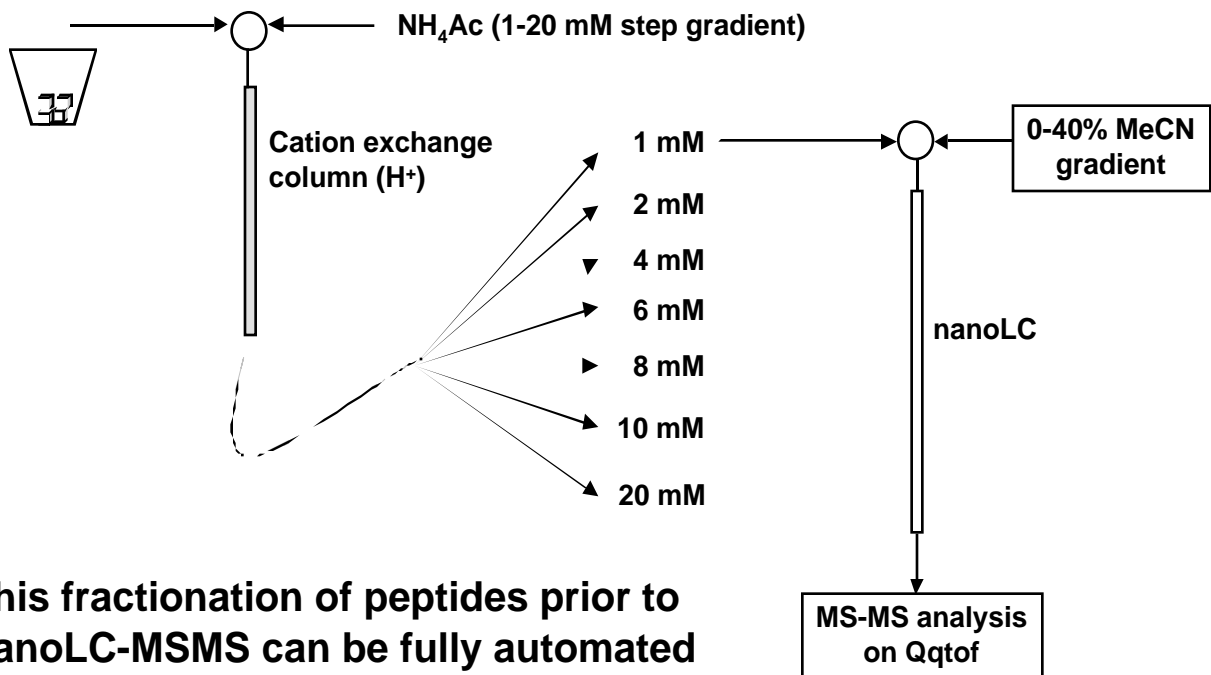 NH₄Ac (1-20 mM step gradient)
Cation exchange
column (H⁺)
1 mM
2 mM
4 mM
6 mM
8 mM
10 mM
20 mM
0-40% MeCN
gradient
nanoLC
MS-MS analysis
on Qqtof
his fractionation of peptides prior to
anoLC-MSMS can be fully automated